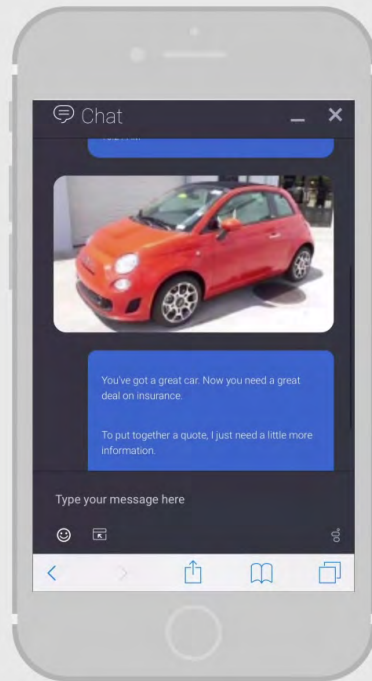 Chat
You've got a great car. Now you need a great
deal on insurance.
To put together a quote, I just need a little more
information.
Type your message here